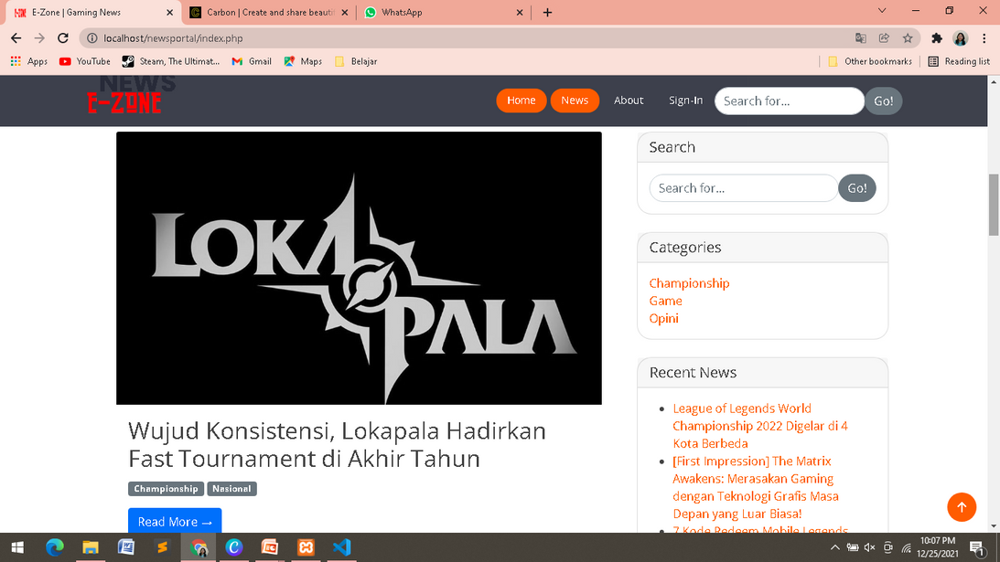 E-Zone | Gaming News
Carbon | Create and share beautif
WhatsApp
localhost/newsportal/index.php
Apps
YouTube
Steam, The Ultimat...
Gmail
Maps
Belajar
Other bookmarks
Reading list
NEWS
E-ZONE
Home
News
About
Sign-In
Search for...
Go!
LOKA
PALA
Wujud Konsistensi, Lokapala Hadirkan
Fast Tournament di Akhir Tahun
Championship
Nasional
Read More →
Search
Search for...
Go!
Categories
Championship
Game
Opini
Recent News
League of Legends World
Championship 2022 Digelar di 4
Kota Berbeda
[First Impression] The Matrix
Awakens: Merasakan Gaming
dengan Teknologi Grafis Masa
Depan yang Luar Biasa!
7 Kode Redeem Mobile Legends
10:07 PM
12/25/2021
1